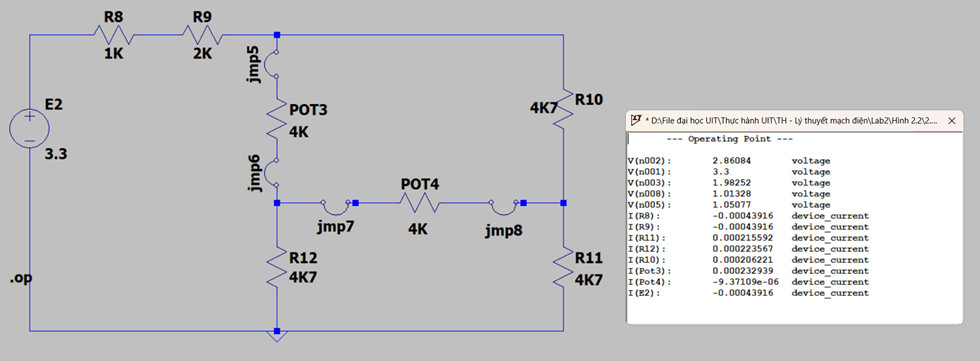 R8
R9
1K
2K
jmp5
E2
3.3
POT3
4K
R10
4K7
jmp6
POT4
4K
jmp7
jmp8
R12
4K7
R11
4K7
.op
* D:\File đại học UIT\Thực hành UIT\TH - Lý thuyết mạch điện\Lab2\Hình 2.2\2....
--- Operating Point ---
V(n002): 2.86084 voltage
V(n001): 3.3 voltage
V(n003): 1.98252 voltage
V(n008): 1.01328 voltage
V(n005): 1.05077 voltage
I(R8): -0.00043916 device_current
I(R9): -0.00043916 device_current
I(R11): 0.000215592 device_current
I(R12): 0.000223567 device_current
I(R10): 0.000206221 device_current
I(Pot3): 0.000232939 device_current
I(Pot4): -9.37109e-06 device_current
I(E2): -0.00043916 device_current